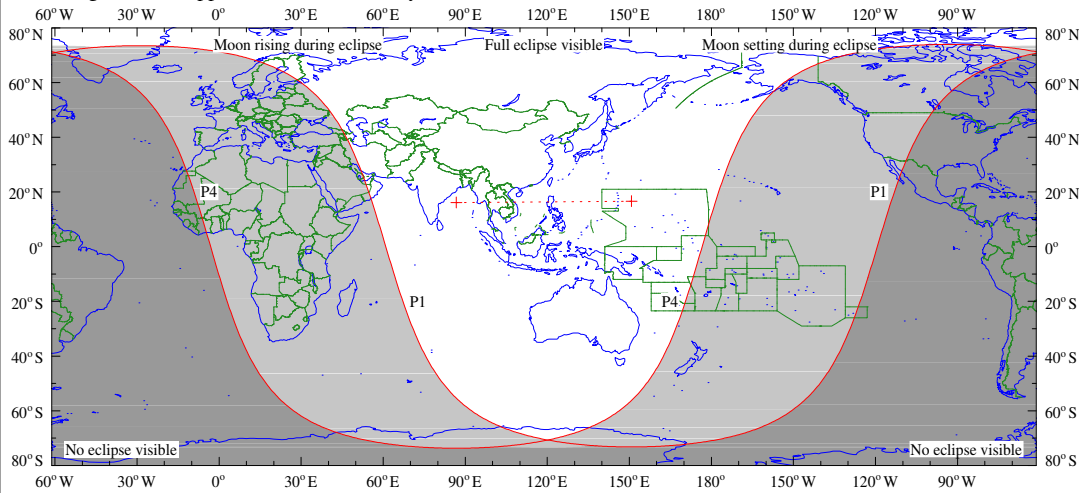 60°W 30°W 0° 30°E 60°E 90°E 120°E 150°E 180° 150°W 120°W 90°W
80°N 80°N
Moon rising during eclipse Full eclipse visible Moon setting during eclipse
60°N 60°N
40°N 40°N
20°N P4 P1 20°N
0° 0°
20°S P1 P4 20°S
40°S 40°S
60°S 60°S
No eclipse visible No eclipse visible
80°S 80°S
60°W 30°W 0° 30°E 60°E 90°E 120°E 150°E 180° 150°W 120°W 90°W